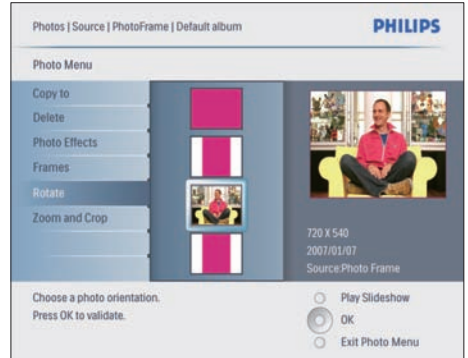 Photos | Source | PhotoFrame | Default album
PHILIPS
Photo Menu
Copy to
Delete
Photo Effects
Frames
Rotate
Zoom and Crop
720 X 540
2007/01/07
Source:Photo Frame
Choose a photo orientation.
Press OK to validate.
Play Slideshow
OK
Exit Photo Menu